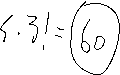 5 · 3! = 60